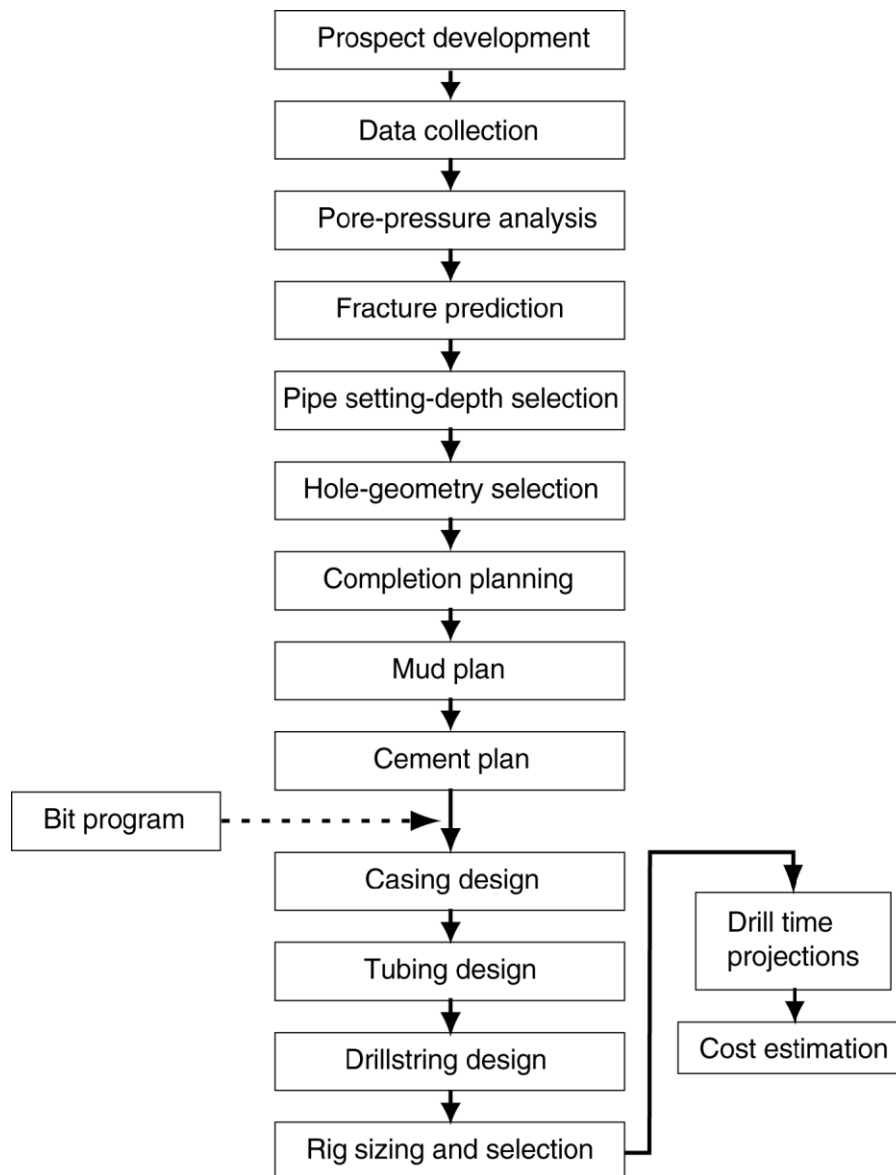 Prospect development
Data collection
Pore-pressure analysis
Fracture prediction
Pipe setting-depth selection
Hole-geometry selection
Completion planning
Mud plan
Cement plan
Bit program
Casing design
Tubing design
Drillstring design
Rig sizing and selection
Drill time
projections
Cost estimation